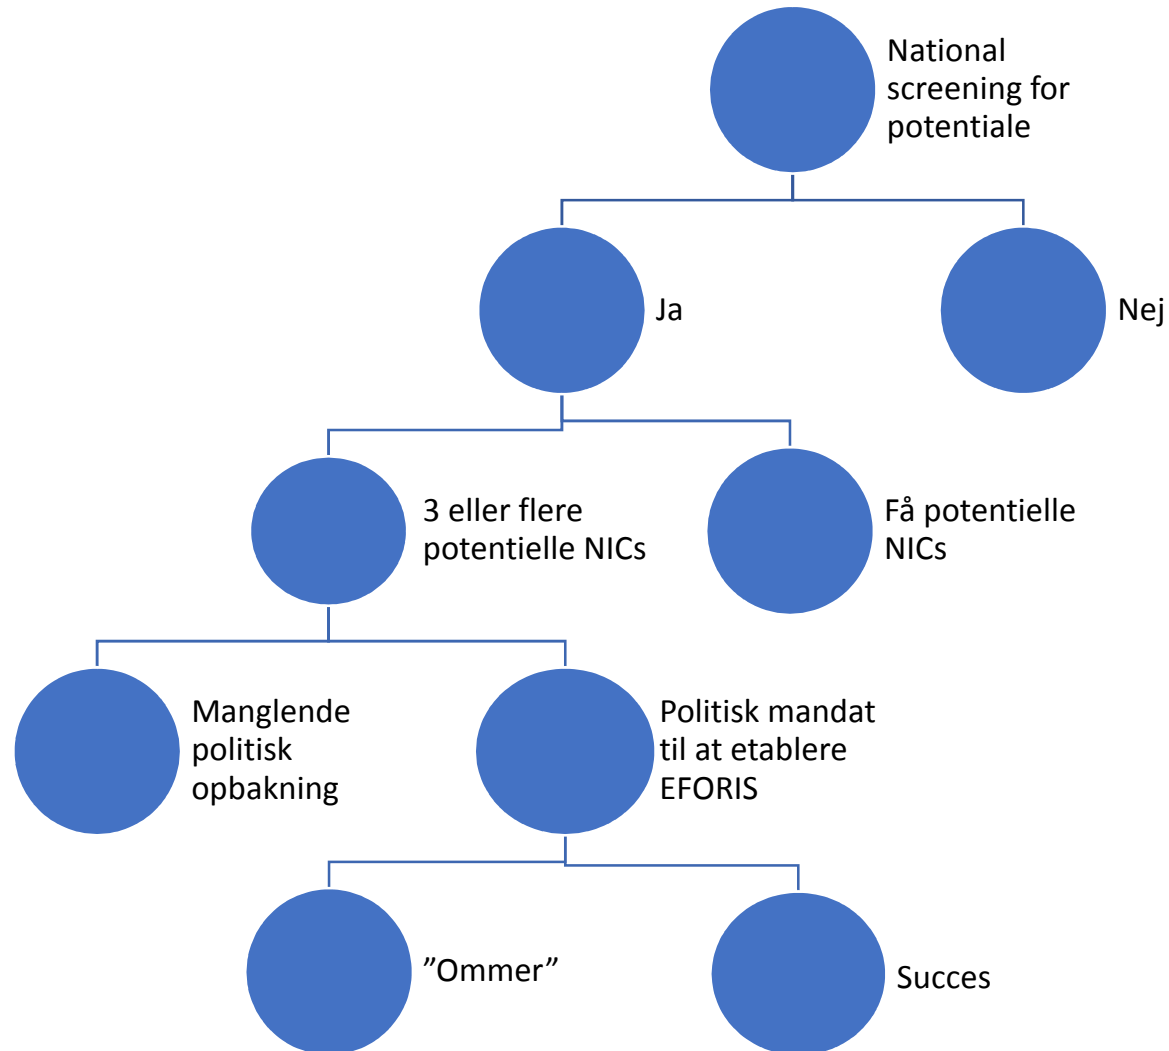 National
screening for
potentiale
Ja
Nej
3 eller flere
potentielle NICs
Få potentielle
NICs
Manglende
politisk
opbakning
Politisk mandat
til at etablere
EFORIS
”Ommer”
Succes